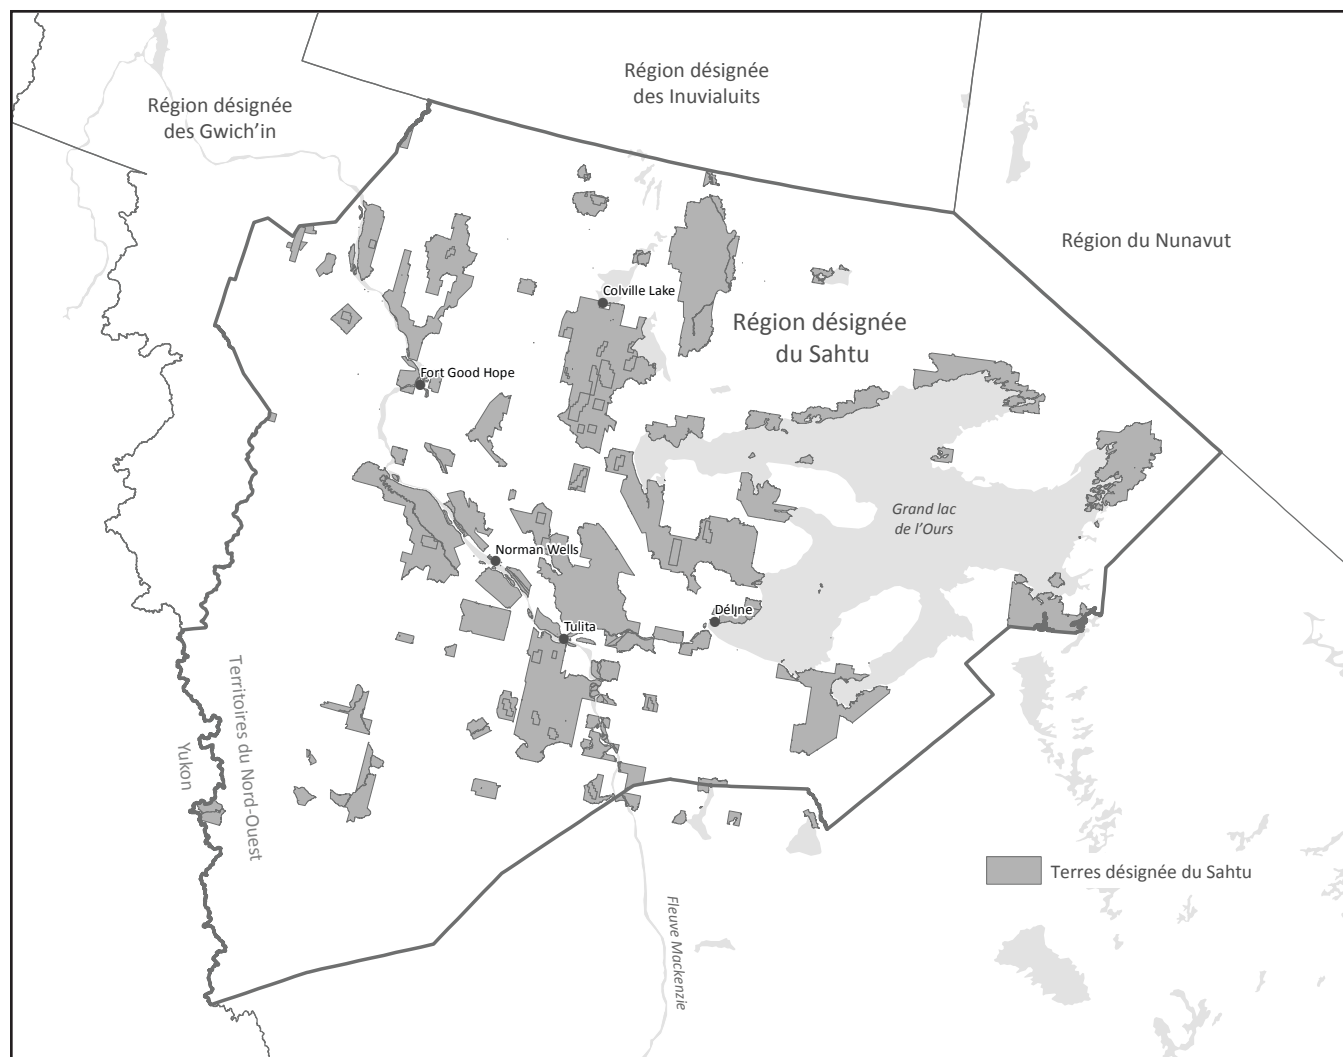 Région désignée
des Inuvialuits
Région désignée
des Gwich'in
Région du Nunavut
Colville Lake
Région désignée
du Sahtu
Fort Good Hope
Grand lac
de l'Ours
Norman Wells
Délı̨nę
Tulita
Territoires du Nord-Ouest
Yukon
Terres désignée du Sahtu
Fleuve Mackenzie